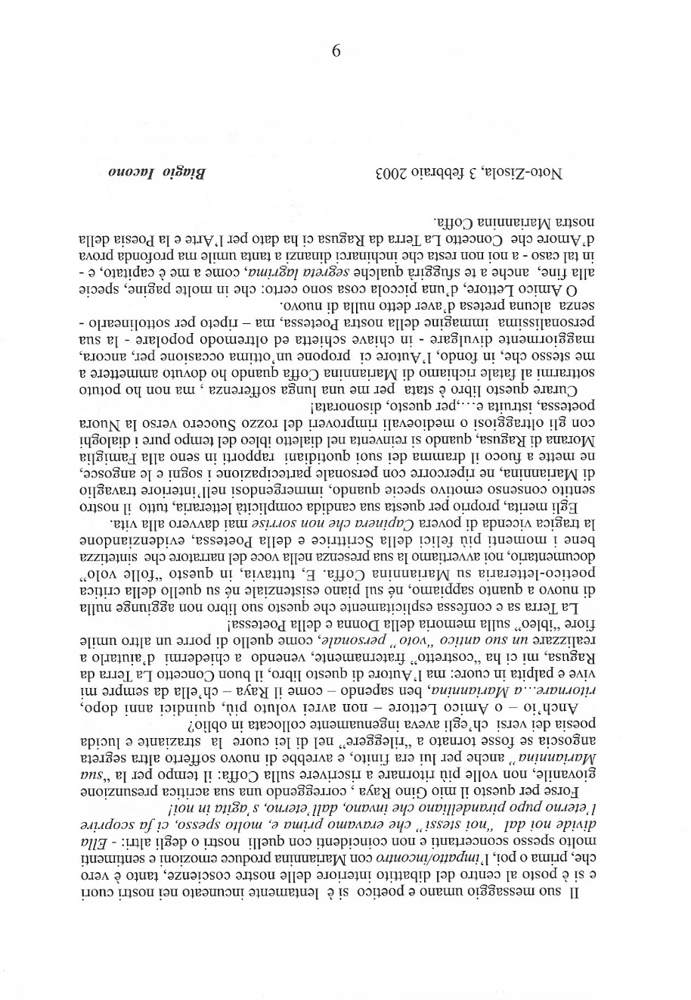 Il suo messaggio umano e poetico si è lentamente incuneato nei nostri cuori
e si è posto al centro del dibattito interiore delle nostre coscienze, tanto è vero
che, prima o poi, l'impatto/incontro con Mariannina produce emozioni e sentimenti
molto spesso sconcertanti e non coincidenti con quelli nostri o degli altri: - Ella
divide noi dal "noi stessi" che eravamo prima e, molto spesso, ci fa scoprire
l'eterno pupo pirandelliano che invano, dall'eterno, s'agita in noi!
Forse per questo il mio Gino Raya , correggendo una sua acritica presunzione
giovanile, non volle più ritornare a riscrivere sulla Coffa: il tempo per la "sua
Mariannina" anche per lui era finito, e avrebbe di nuovo sofferto altra segreta
angoscia se fosse tornato a "rileggere" nel di lei cuore la straziante e lucida
poesia dei versi ch'egli aveva ingenuamente collocata in oblio?
Anch'io – o Amico Lettore – non avrei voluto più, quindici anni dopo,
ritornare...a Mariannina, ben sapendo – come il Raya – ch'ella da sempre mi
vive e palpita in cuore: ma l'Autore di questo libro, il buon Concetto La Terra da
Ragusa, mi ci ha "costretto" fraternamente, venendo a chiedermi d'aiutarlo a
realizzare un suo antico "voto" personale, come quello di porre un altro umile
fiore "ibleo" sulla memoria della Donna e della Poetessa!
La Terra sa e confessa esplicitamente che questo suo libro non aggiunge nulla
di nuovo a quanto sappiamo, né sul piano esistenziale né su quello della critica
poetico-letteraria su Mariannina Coffa. E, tuttavia, in questo "folle volo"
documentario, noi avvertiamo la sua presenza nella voce del narratore che sintetizza
bene i momenti più felici della Scrittrice e della Poetessa, evidenziandone
la tragica vicenda di povera Capinera che non sorrise mai davvero alla vita.
Egli merita, proprio per questa sua candida complicità letteraria, tutto il nostro
sentito consenso emotivo specie quando, immergendosi nell'interiore travaglio
di Mariannina, ne ripercorre con personale partecipazione i sogni e le angosce,
ne mette a fuoco il dramma dei suoi quotidiani rapporti in seno alla Famiglia
Morana di Ragusa, quando si reinventa nel dialetto ibleo del tempo pure i dialoghi
con gli oltraggiosi o medioevali rimproveri del rozzo Suocero verso la Nuora
poetessa, istruita e...,per questo, disonorata!
Curare questo libro è stata per me una lunga sofferenza , ma non ho potuto
sottrarmi al fatale richiamo di Mariannina Coffa quando ho dovuto ammettere a
me stesso che, in fondo, l'Autore ci propone un'ottima occasione per, ancora,
maggiormente divulgare - in chiave schietta ed oltremodo popolare - la sua
personalissima immagine della nostra Poetessa, ma – ripeto per sottolinearlo -
senza alcuna pretesa d'aver detto nulla di nuovo.
O Amico Lettore, d'una piccola cosa sono certo: che in molte pagine, specie
alla fine, anche a te sfuggirà qualche segreta lagrima, come a me è capitato, e -
in tal caso - a noi non resta che inchinarci dinanzi a tanta umile ma profonda prova
d'Amore che Concetto La Terra da Ragusa ci ha dato per l'Arte e la Poesia della
nostra Mariannina Coffa.
Noto-Zisola, 3 febbraio 2003 Biagio Iacono
6